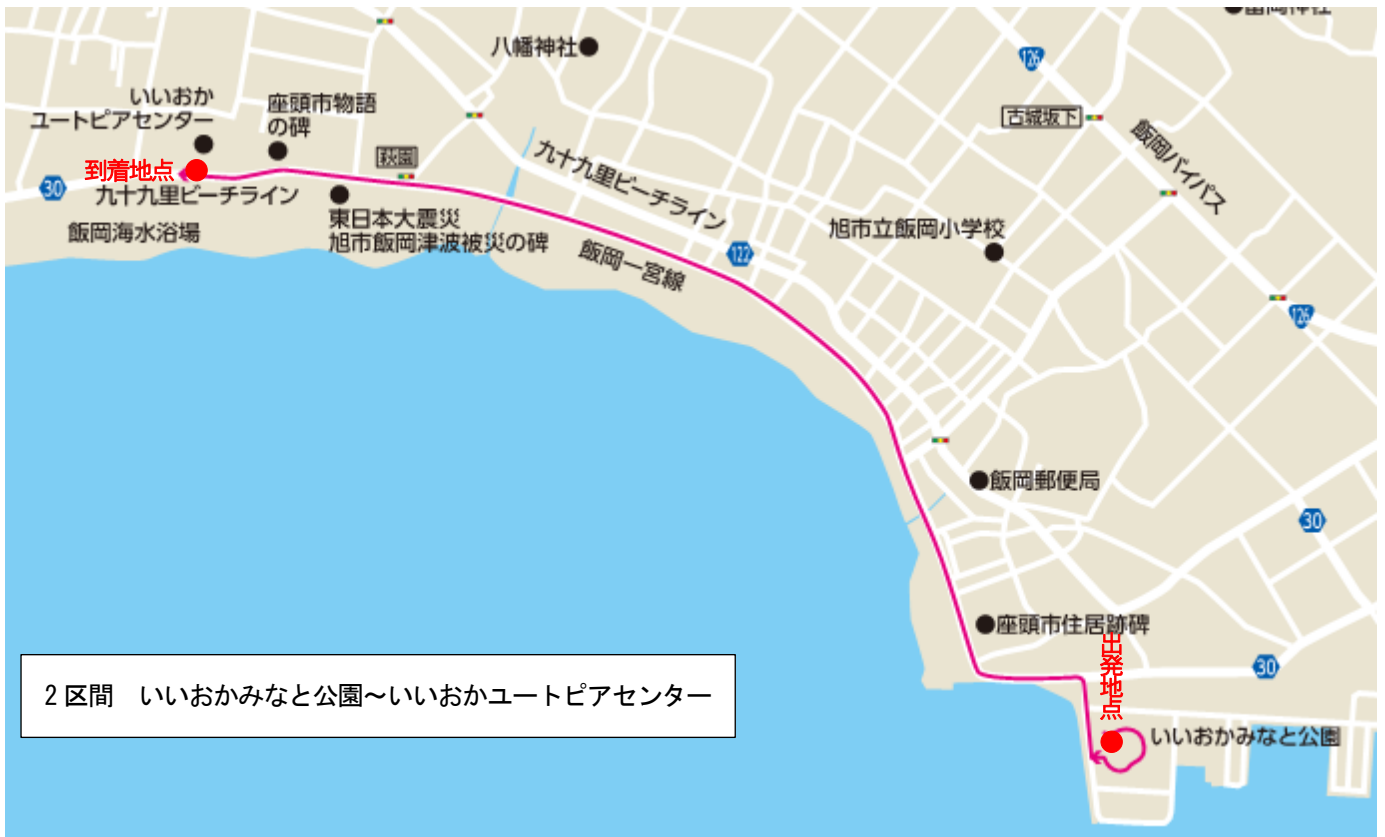 富岡神社
八幡神社
126
いいおか
ユートピアセンター
座頭市物語
の碑
古城坂下
飯岡バイパス
萩園
九十九里ビーチライン
到着地点
30
九十九里ビーチライン
東日本大震災
旭市飯岡津波被災の碑
飯岡海水浴場
旭市立飯岡小学校
122
飯岡一宮線
126
飯岡郵便局
30
座頭市住居跡碑
出発地点
30
2区間　いいおかみなと公園～いいおかユートピアセンター
いいおかみなと公園